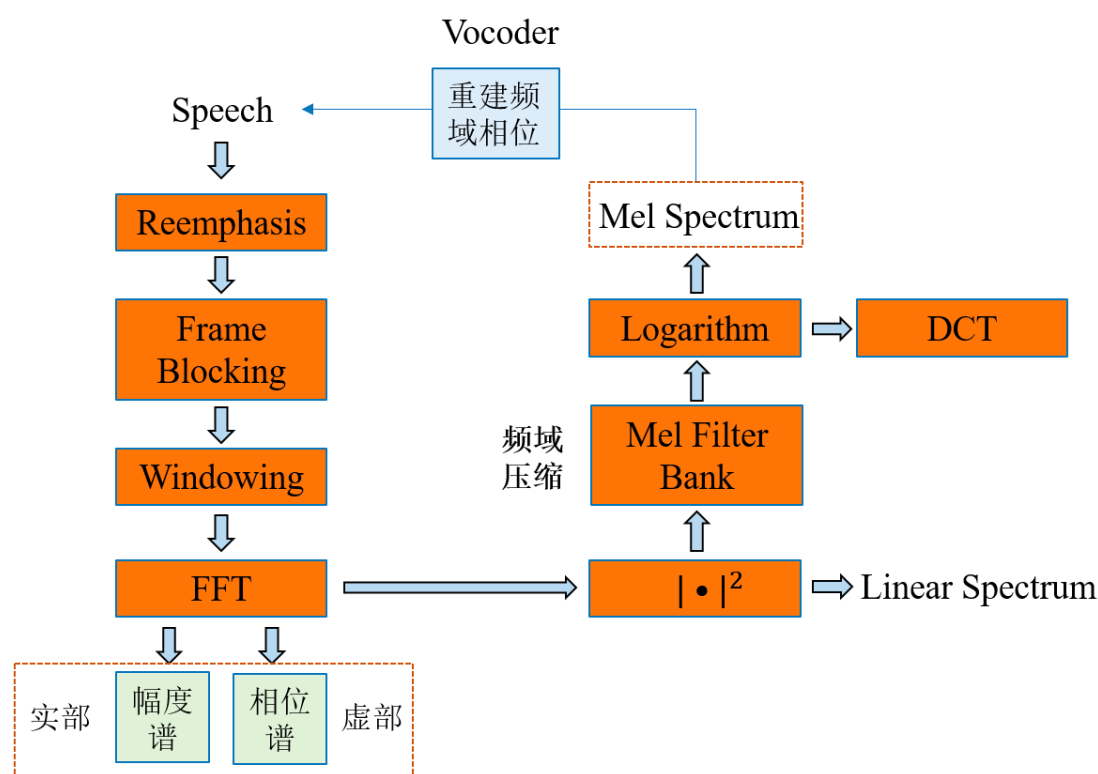 Vocoder
重建频
域相位
Speech
Reemphasis
Mel Spectrum
Frame
Blocking
Logarithm
DCT
频域
压缩
Mel Filter
Bank
Windowing
FFT
|•|²
Linear Spectrum
实部
幅度
谱
相位
谱
虚部